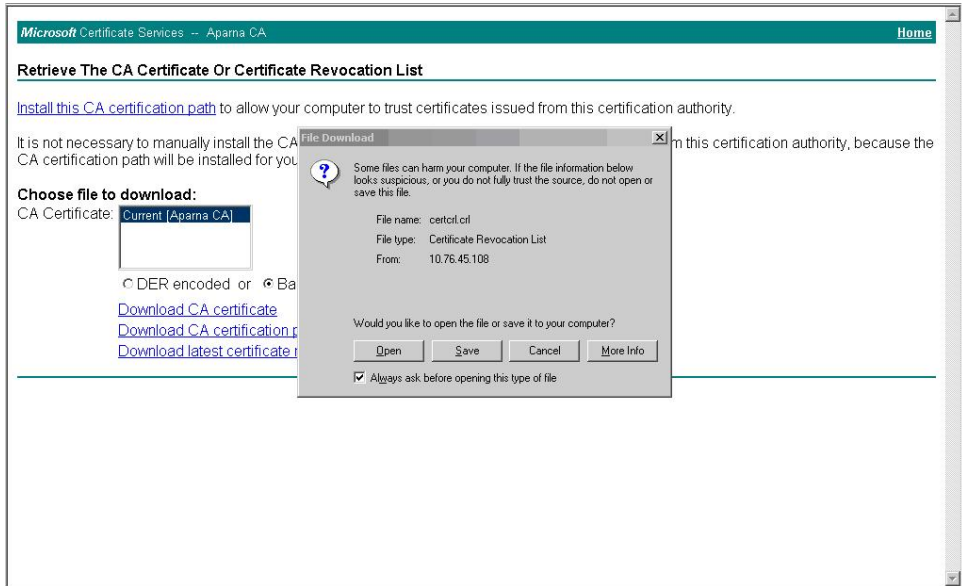 Microsoft Certificate Services -- Aparna CA Home
Retrieve The CA Certificate Or Certificate Revocation List
Install this CA certification path to allow your computer to trust certificates issued from this certification authority.
It is not necessary to manually install the CA m this certification authority, because the
CA certification path will be installed for you
Choose file to download:
CA Certificate: Current [Aparna CA]
DER encoded or Ba
Download CA certificate
Download CA certification p
Download latest certificate r
File Download
Some files can harm your computer. If the file information below
looks suspicious, or you do not fully trust the source, do not open or
save this file.
File name: certcrl.crl
File type: Certificate Revocation List
From: 10.76.45.108
Would you like to open the file or save it to your computer?
Open Save Cancel More Info
Always ask before opening this type of file